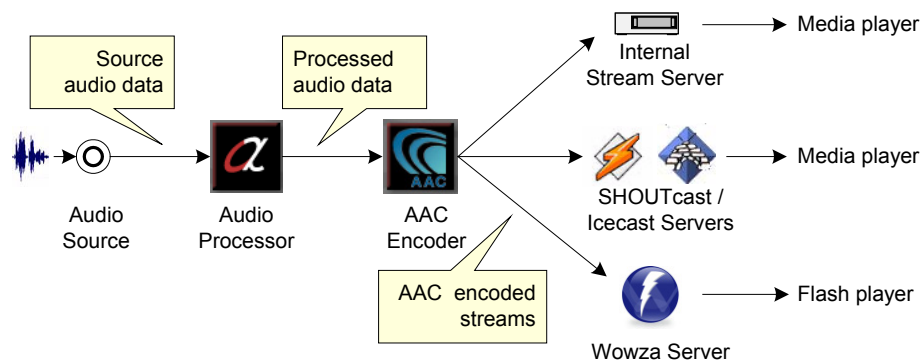 Source
audio data
Processed
audio data
Audio
Source
α
Audio
Processor
AAC
AAC
Encoder
AAC encoded
streams
Internal
Stream Server
Media player
SHOUTcast /
Icecast Servers
Media player
W
Wowza Server
Flash player